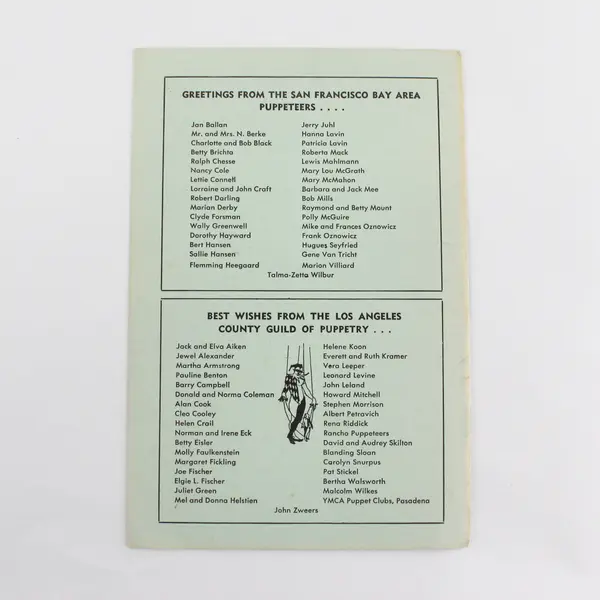 GREETINGS FROM THE SAN FRANCISCO BAY AREA
PUPPETEERS . . . .
Jan Ballan
Mr. and Mrs. N. Berke
Charlotte and Bob Black
Betty Brichta
Ralph Chesse
Nancy Cole
Lettie Connell
Lorraine and John Craft
Robert Darling
Marian Derby
Clyde Forsman
Wally Greenwell
Dorothy Hayward
Bert Hansen
Sallie Hansen
Flemming Heegaard
Jerry Juhl
Hanna Lavin
Patricia Lavin
Roberta Mack
Lewis Mahlmann
Mary Lou McGrath
Mary McMahon
Barbara and Jack Mee
Bob Mills
Raymond and Betty Mount
Polly McGuire
Mike and Frances Oznowicz
Frank Oznowicz
Hugues Seyfried
Gene Van Tricht
Marion Villiard
Talma-Zetta Wilbur
BEST WISHES FROM THE LOS ANGELES
COUNTY GUILD OF PUPPETRY . . .
Jack and Elva Aiken
Jewel Alexander
Martha Armstrong
Pauline Benton
Barry Campbell
Donald and Norma Coleman
Alan Cook
Cleo Cooley
Helen Crail
Norman and Irene Eck
Betty Eisler
Molly Faulkenstein
Margaret Fickling
Joe Fischer
Elgie L. Fischer
Juliet Green
Mel and Donna Helstien
Helene Koon
Everett and Ruth Kramer
Vera Leeper
Leonard Levine
John Leland
Howard Mitchell
Stephen Morrison
Albert Petravich
Rena Riddick
Rancho Puppeteers
David and Audrey Skilton
Blanding Sloan
Carolyn Snurpus
Pat Stickel
Bertha Walsworth
Malcolm Wilkes
YMCA Puppet Clubs, Pasadena
John Zweers